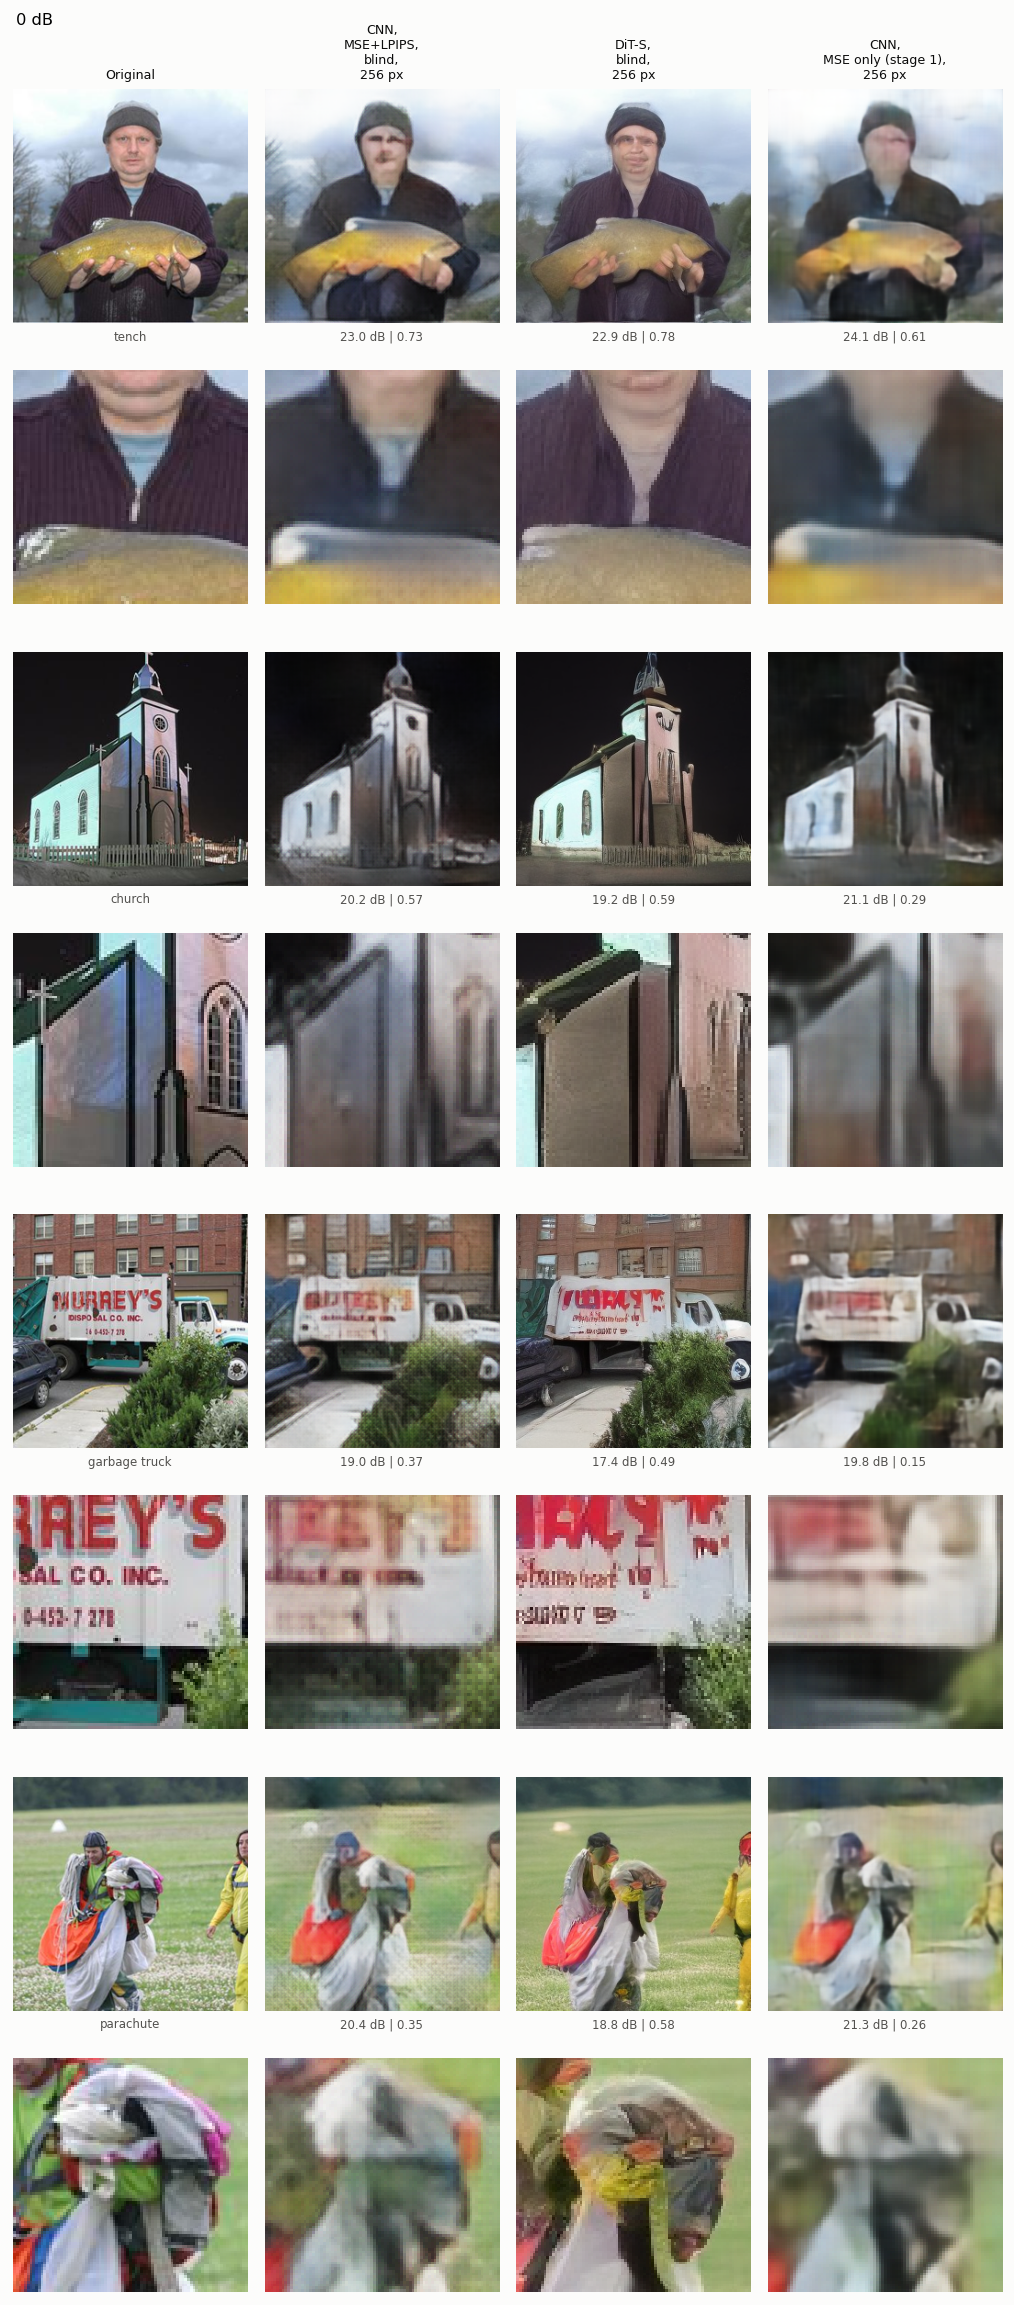 0 dB
Original
CNN,
MSE+LPIPS,
blind,
256 px
DiT-S,
blind,
256 px
CNN,
MSE only (stage 1),
256 px
tench
23.0 dB | 0.73
22.9 dB | 0.78
24.1 dB | 0.61
church
20.2 dB | 0.57
19.2 dB | 0.59
21.1 dB | 0.29
MURREY'S
DISPOSAL CO. INC.
garbage truck
19.0 dB | 0.37
17.4 dB | 0.49
19.8 dB | 0.15
RREY'S
SAL CO. INC.
0-452-7 278
parachute
20.4 dB | 0.35
18.8 dB | 0.58
21.3 dB | 0.26